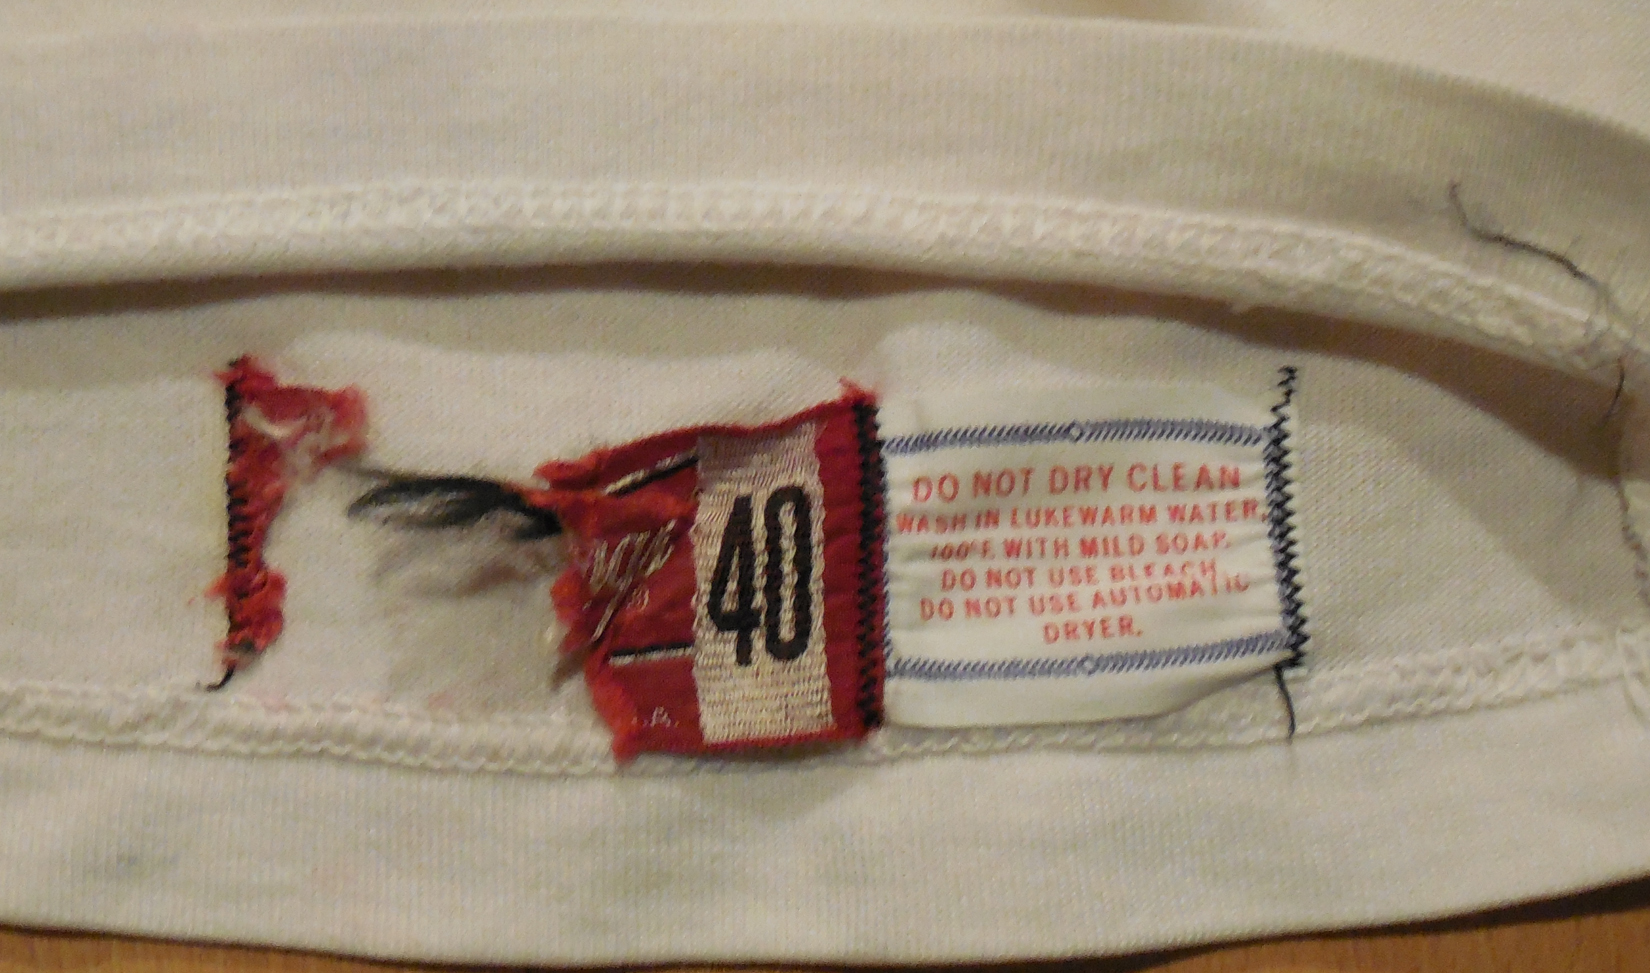 40
DO NOT DRY CLEAN
WASH IN LUKEWARM WATER,
100°F. WITH MILD SOAP.
DO NOT USE BLEACH
DO NOT USE AUTOMATIC
DRYER.